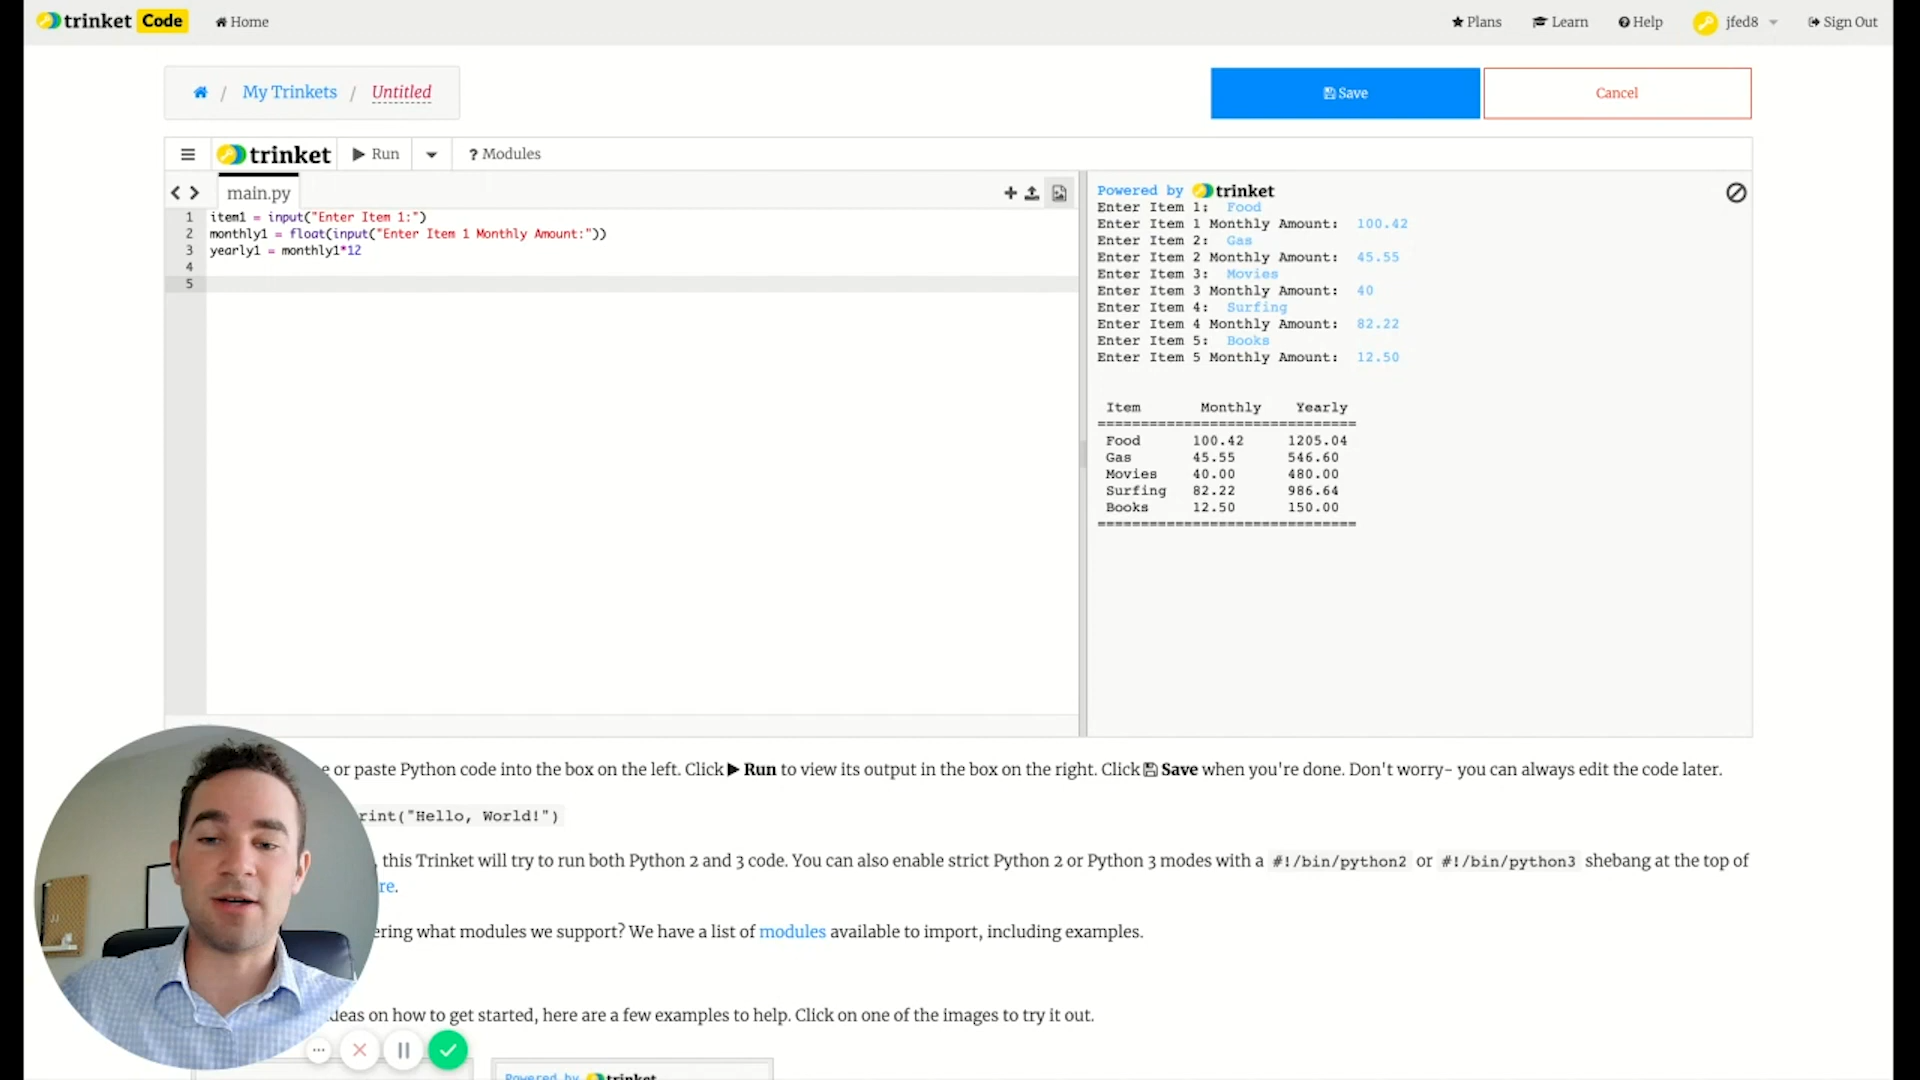 trinket Code Home Plans Learn Help jfed8 Sign Out
/ My Trinkets / Untitled Save Cancel
trinket Run ? Modules
main.py
1 item1 = input("Enter Item 1:")
2 monthly1 = float(input("Enter Item 1 Monthly Amount:"))
3 yearly1 = monthly1*12
4
5
Powered by trinket
Enter Item 1: Food
Enter Item 1 Monthly Amount: 100.42
Enter Item 2: Gas
Enter Item 2 Monthly Amount: 45.55
Enter Item 3: Movies
Enter Item 3 Monthly Amount: 40
Enter Item 4: Surfing
Enter Item 4 Monthly Amount: 82.22
Enter Item 5: Books
Enter Item 5 Monthly Amount: 12.50
Item Monthly Yearly
==============================
Food 100.42 1205.04
Gas 45.55 546.60
Movies 40.00 480.00
Surfing 82.22 986.64
Books 12.50 150.00
==============================
e or paste Python code into the box on the left. Click Run to view its output in the box on the right. Click Save when you're done. Don't worry- you can always edit the code later.
rint("Hello, World!")
, this Trinket will try to run both Python 2 and 3 code. You can also enable strict Python 2 or Python 3 modes with a #!/bin/python2 or #!/bin/python3 shebang at the top of
re.
ering what modules we support? We have a list of modules available to import, including examples.
deas on how to get started, here are a few examples to help. Click on one of the images to try it out.
Powered by trinket